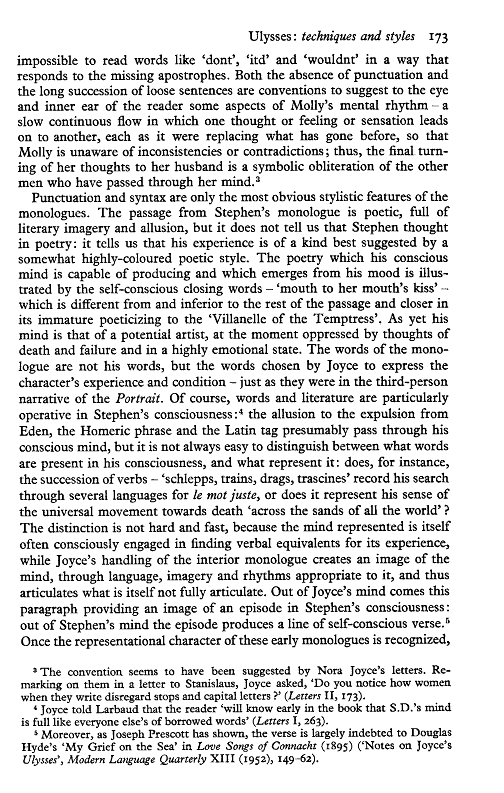 Ulysses: techniques and styles 173
impossible to read words like ‘dont’, ‘itd’ and ‘wouldnt’ in a way that
responds to the missing apostrophes. Both the absence of punctuation and
the long succession of loose sentences are conventions to suggest to the eye
and inner ear of the reader some aspects of Molly’s mental rhythm – a
slow continuous flow in which one thought or feeling or sensation leads
on to another, each as it were replacing what has gone before, so that
Molly is unaware of inconsistencies or contradictions; thus, the final turn-
ing of her thoughts to her husband is a symbolic obliteration of the other
men who have passed through her mind.³
Punctuation and syntax are only the most obvious stylistic features of the
monologues. The passage from Stephen’s monologue is poetic, full of
literary imagery and allusion, but it does not tell us that Stephen thought
in poetry: it tells us that his experience is of a kind best suggested by a
somewhat highly-coloured poetic style. The poetry which his conscious
mind is capable of producing and which emerges from his mood is illus-
trated by the self-conscious closing words – ‘mouth to her mouth’s kiss’ –
which is different from and inferior to the rest of the passage and closer in
its immature poeticizing to the ‘Villanelle of the Temptress’. As yet his
mind is that of a potential artist, at the moment oppressed by thoughts of
death and failure and in a highly emotional state. The words of the mono-
logue are not his words, but the words chosen by Joyce to express the
character’s experience and condition – just as they were in the third-person
narrative of the Portrait. Of course, words and literature are particularly
operative in Stephen’s consciousness:⁴ the allusion to the expulsion from
Eden, the Homeric phrase and the Latin tag presumably pass through his
conscious mind, but it is not always easy to distinguish between what words
are present in his consciousness, and what represent it: does, for instance,
the succession of verbs – ‘schlepps, trains, drags, trascines’ record his search
through several languages for le mot juste, or does it represent his sense of
the universal movement towards death ‘across the sands of all the world’?
The distinction is not hard and fast, because the mind represented is itself
often consciously engaged in finding verbal equivalents for its experience,
while Joyce’s handling of the interior monologue creates an image of the
mind, through language, imagery and rhythms appropriate to it, and thus
articulates what is itself not fully articulate. Out of Joyce’s mind comes this
paragraph providing an image of an episode in Stephen’s consciousness:
out of Stephen’s mind the episode produces a line of self-conscious verse.⁵
Once the representational character of these early monologues is recognized,
³ The convention seems to have been suggested by Nora Joyce’s letters. Re-
marking on them in a letter to Stanislaus, Joyce asked, ‘Do you notice how women
when they write disregard stops and capital letters?’ (Letters II, 173).
⁴ Joyce told Larbaud that the reader ‘will know early in the book that S.D.’s mind
is full like everyone else’s of borrowed words’ (Letters I, 263).
⁵ Moreover, as Joseph Prescott has shown, the verse is largely indebted to Douglas
Hyde’s ‘My Grief on the Sea’ in Love Songs of Connacht (1895) (‘Notes on Joyce’s
Ulysses’, Modern Language Quarterly XIII (1952), 149–62).